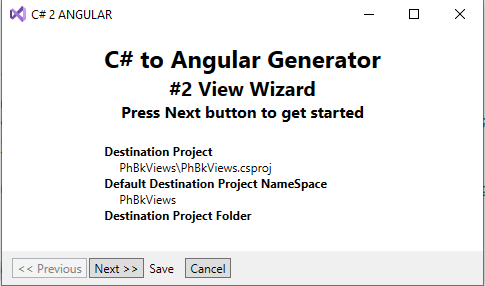 C# 2 ANGULAR
C# to Angular Generator
#2 View Wizard
Press Next button to get started
Destination Project
PhBkViews\PhBkViews.csproj
Default Destination Project NameSpace
PhBkViews
Destination Project Folder
<< Previous Next >> Save Cancel